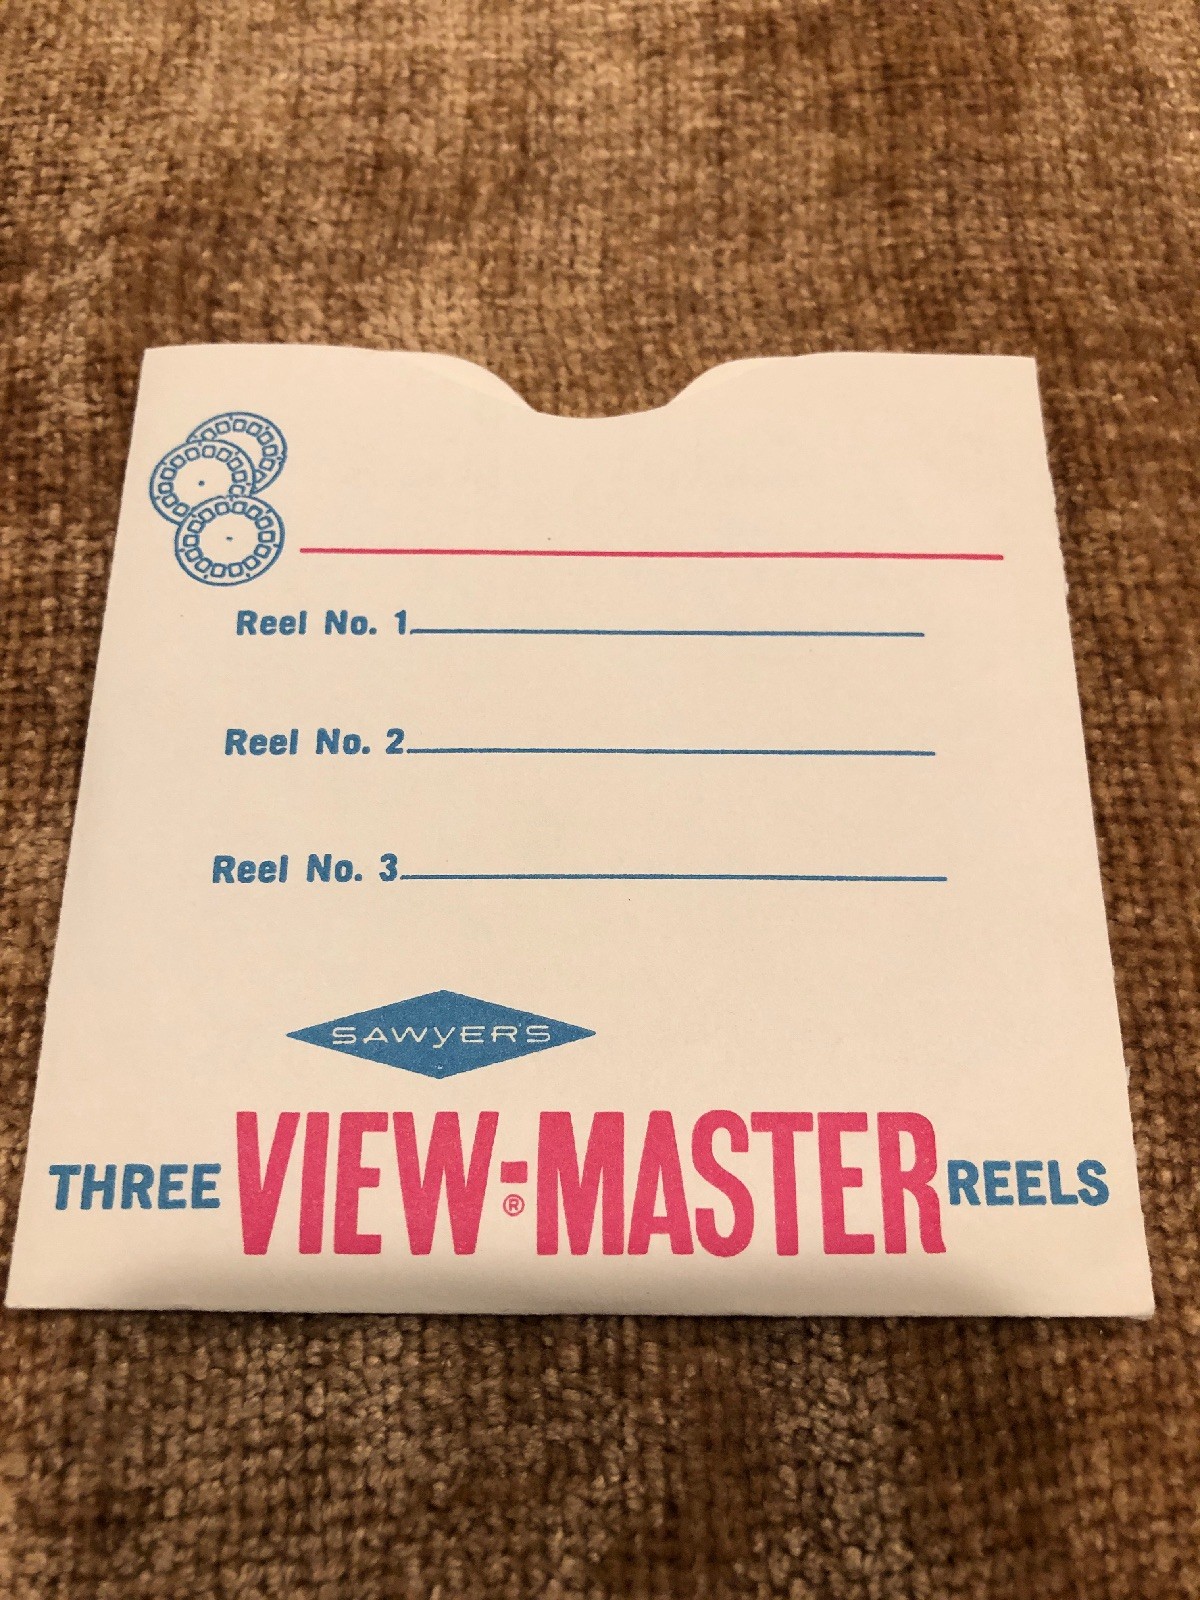 Reel No. 1
Reel No. 2
Reel No. 3
SAWYER'S
THREE VIEW-MASTER® REELS